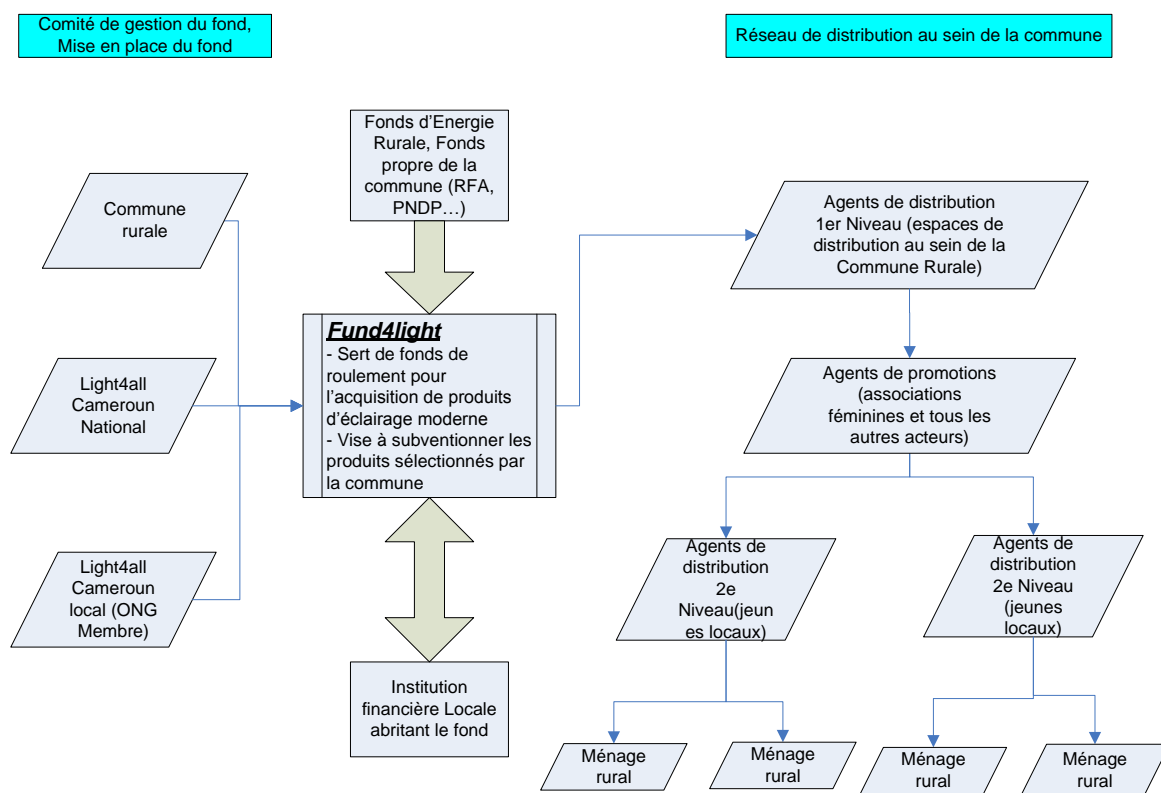 Comité de gestion du fond,
Mise en place du fond
Réseau de distribution au sein de la commune
Fonds d’Energie
Rurale, Fonds
propre de la
commune (RFA,
PNDP…)
Commune
rurale
Light4all
Cameroun
National
Light4all
Cameroun
local (ONG
Membre)
Fund4light
- Sert de fonds de
roulement pour
l’acquisition de produits
d’éclairage moderne
- Vise à subventionner les
produits sélectionnés par
la commune
Institution
financière Locale
abritant le fond
Agents de distribution
1er Niveau (espaces de
distribution au sein de la
Commune Rurale)
Agents de promotions
(associations
féminines et tous les
autres acteurs)
Agents de
distribution
2e
Niveau(jeun
es locaux)
Agents de
distribution
2e Niveau
(jeunes
locaux)
Ménage
rural
Ménage
rural
Ménage
rural
Ménage
rural